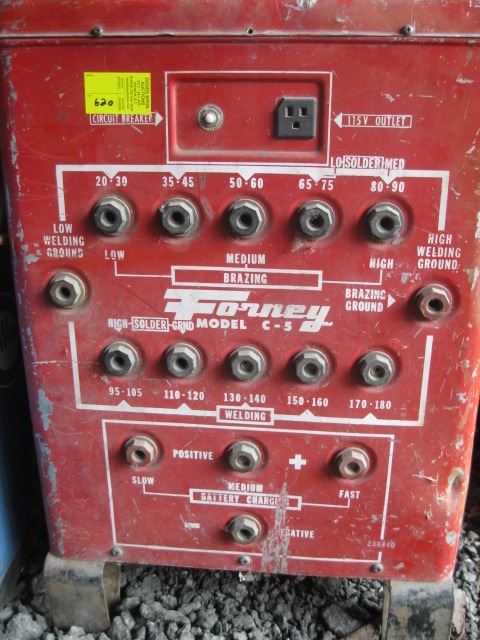 620
CIRCUIT BREAKER
115V OUTLET
LO SOLDER MED
20-30 35-45 50-60 65-75 80-90
LOW WELDING GROUND
HIGH WELDING GROUND
LOW MEDIUM HIGH
BRAZING
BRAZING GROUND
Forney
HIGH SOLDER GRND MODEL C-5
95-105 110-120 130-140 150-160 170-180
WELDING
POSITIVE +
SLOW MEDIUM FAST
BATTERY CHARGING
- NEGATIVE